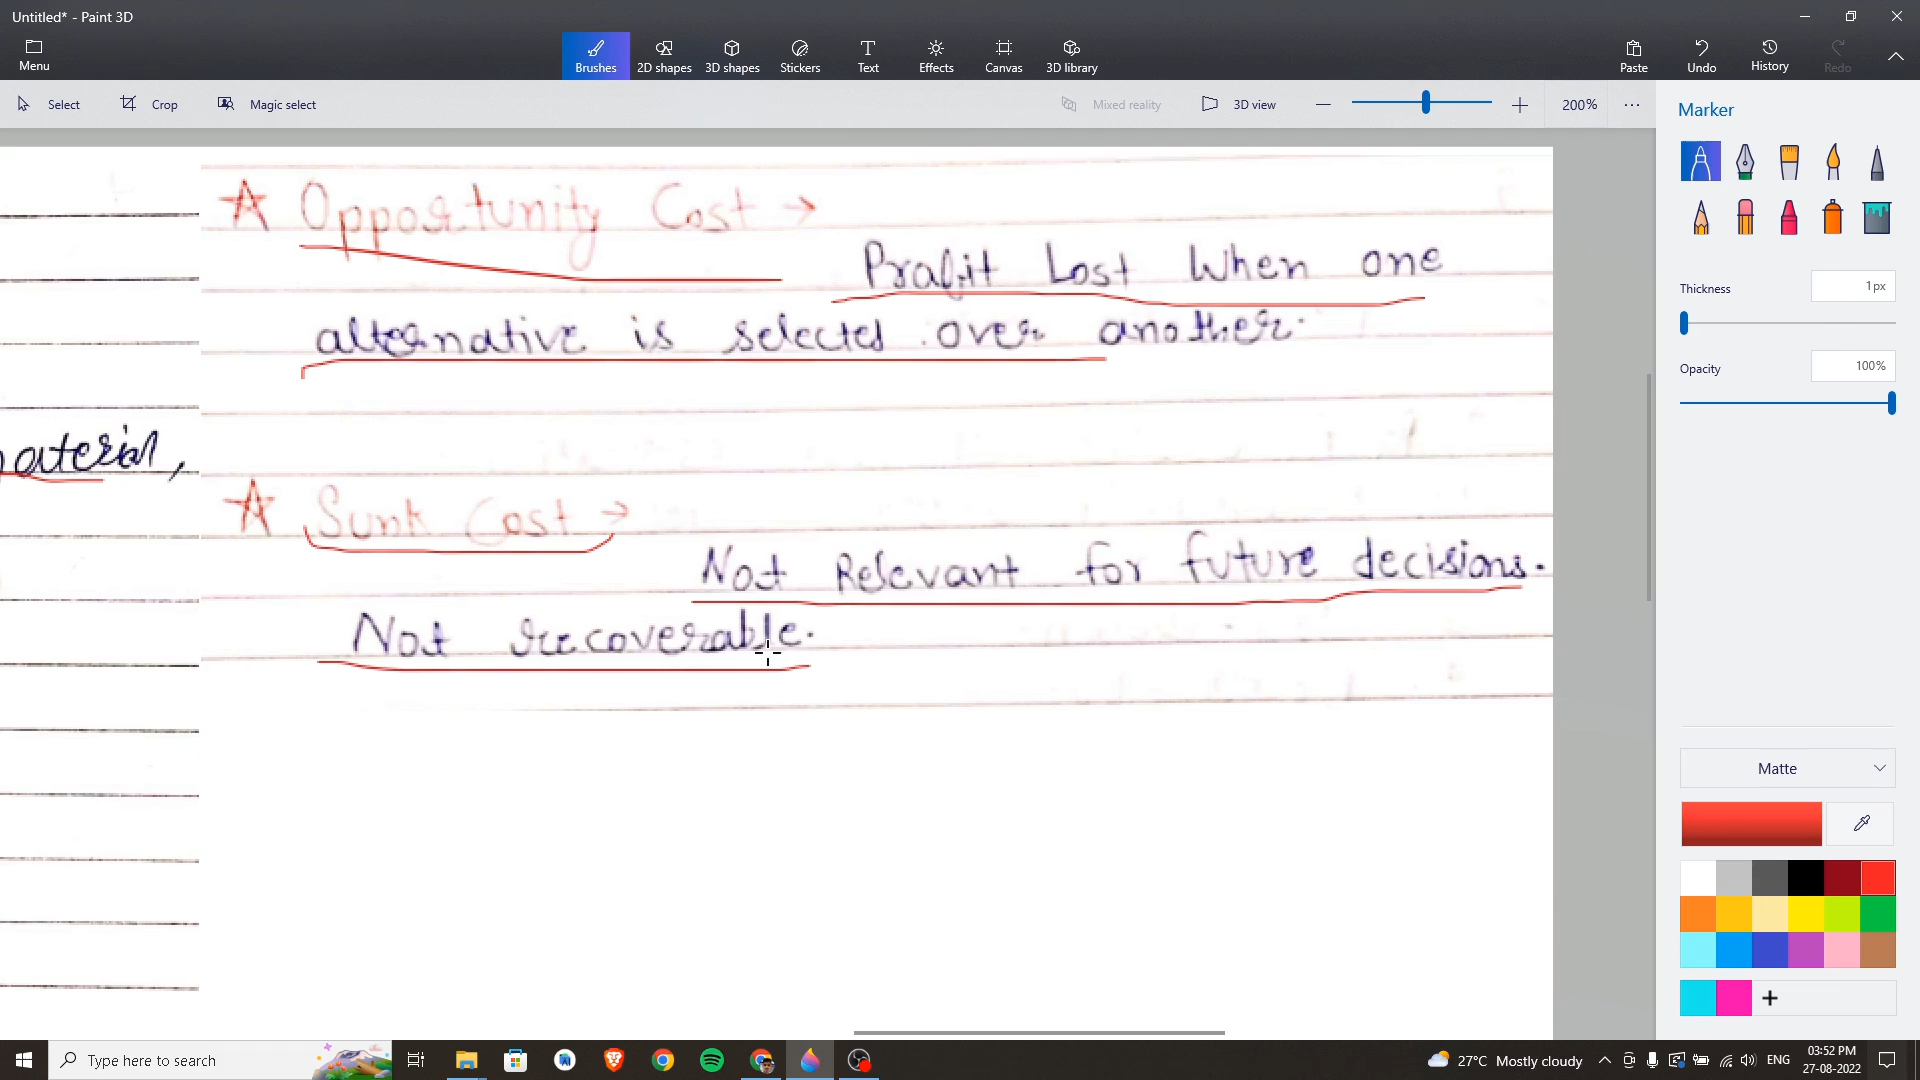 Untitled* - Paint 3D
Menu
Brushes 2D shapes 3D shapes Stickers Text Effects Canvas 3D library
Paste Undo History Redo
Select Crop Magic select
Mixed reality 3D view 200%
Marker
Thickness 1px
Opacity 100%
Matte
☆ Opportunity Cost →
Profit Lost When one
alternative is selected over another.
material,
☆ Sunk Cost →
Not Relevant for future decisions.
Not recoverable.
Type here to search
27°C Mostly cloudy ENG 03:52 PM
27-08-2022